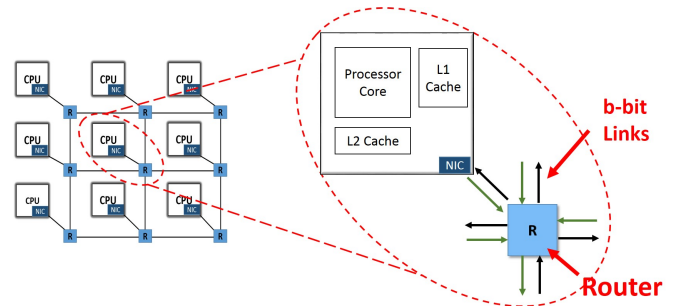 CPU
NIC
CPU
NIC
CPU
NIC
R
R
R
CPU
NIC
CPU
NIC
CPU
NIC
R
R
R
CPU
NIC
CPU
NIC
CPU
NIC
R
R
R
Processor
Core
L1
Cache
L2 Cache
NIC
b-bit
Links
R
Router